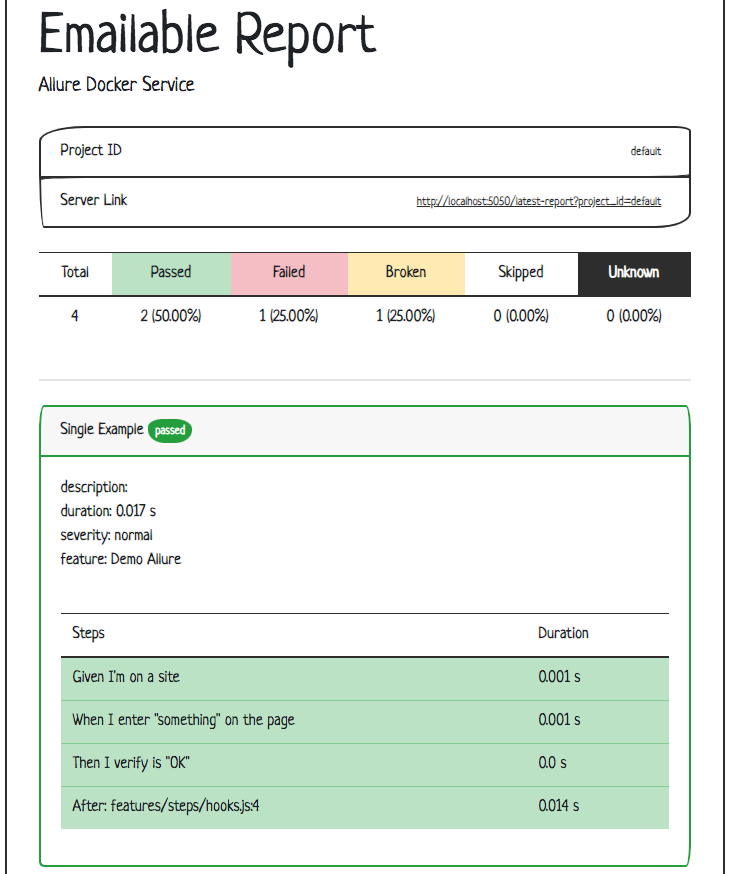 Emailable Report
Allure Docker Service
Project ID default
Server Link http://localhost:5050/latest-report?project_id=default
Total Passed Failed Broken Skipped Unknown
4 2 (50.00%) 1 (25.00%) 1 (25.00%) 0 (0.00%) 0 (0.00%)
Single Example passed
description:
duration: 0.017 s
severity: normal
feature: Demo Allure
Steps Duration
Given I'm on a site 0.001 s
When I enter "something" on the page 0.001 s
Then I verify is "OK" 0.0 s
After: features/steps/hooks.js:4 0.014 s